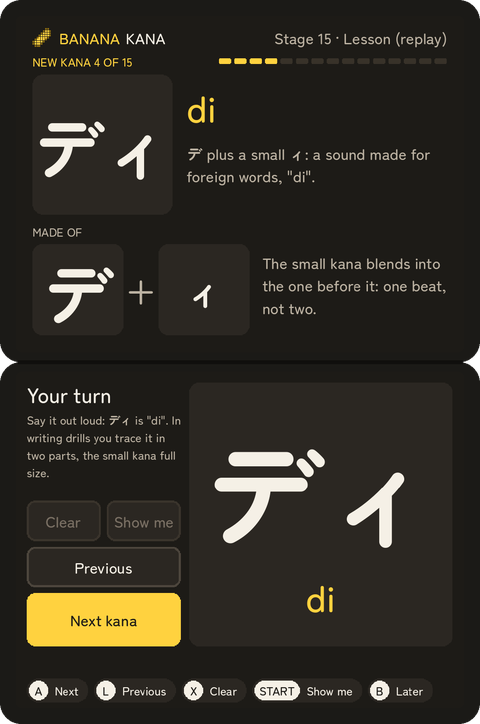 BANANA KANA
Stage 15 · Lesson (replay)
NEW KANA 4 OF 15
ディ
di
デ plus a small ィ: a sound made for
foreign words, "di".
MADE OF
デ + ィ
The small kana blends into
the one before it: one beat,
not two.
Your turn
Say it out loud: ディ is "di". In
writing drills you trace it in
two parts, the small kana full
size.
Clear
Show me
Previous
Next kana
ディ
di
A Next
L Previous
X Clear
START Show me
B Later